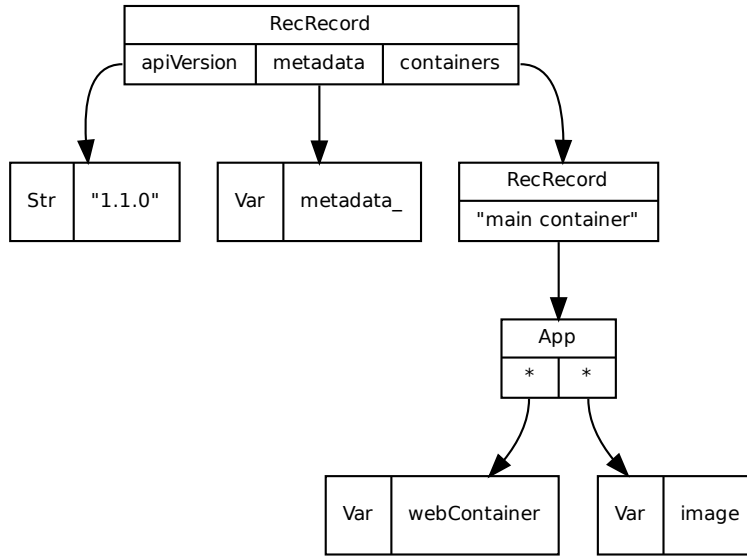 RecRecord
apiVersion metadata containers
Str "1.1.0"
Var metadata_
RecRecord
"main container"
App
* *
Var webContainer
Var image